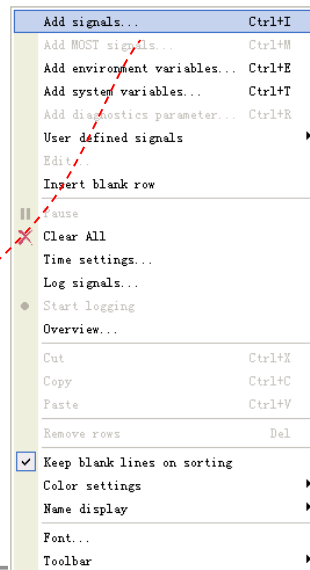 Add signals... Ctrl+I
Add MOST signals... Ctrl+M
Add environment variables... Ctrl+E
Add system variables... Ctrl+T
Add diagnostics parameter... Ctrl+R
User defined signals
Edit...
Insert blank row
Pause
Clear All
Time settings...
Log signals...
Start logging
Overview...
Cut Ctrl+X
Copy Ctrl+C
Paste Ctrl+V
Remove rows Del
Keep blank lines on sorting
Color settings
Name display
Font...
Toolbar